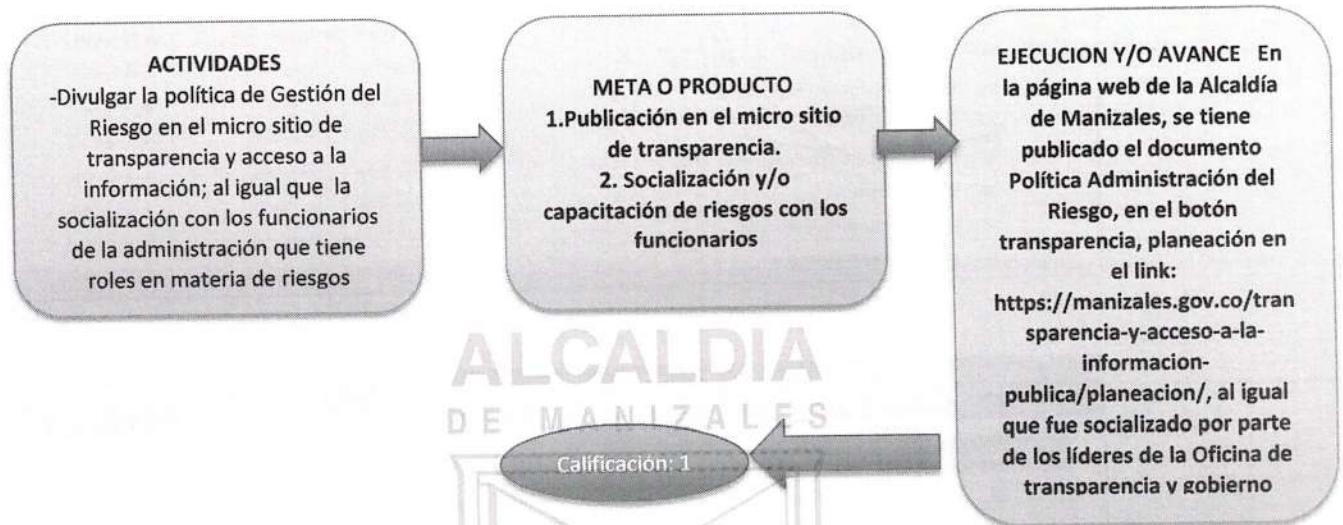 ACTIVIDADES
-Divulgar la política de Gestión del
Riesgo en el micro sitio de
transparencia y acceso a la
información; al igual que la
socialización con los funcionarios
de la administración que tiene
roles en materia de riesgos
META O PRODUCTO
1.Publicación en el micro sitio
de transparencia.
2. Socialización y/o
capacitación de riesgos con los
funcionarios
EJECUCION Y/O AVANCE En
la página web de la Alcaldía
de Manizales, se tiene
publicado el documento
Política Administración del
Riesgo, en el botón
transparencia, planeación en
el link:
https://manizales.gov.co/tran
sparencia-y-acceso-a-la-
informacion-
publica/planeacion/, al igual
que fue socializado por parte
de los líderes de la Oficina de
transparencia y gobierno
Calificación: 1
ALCALDIA
DE MANIZALES